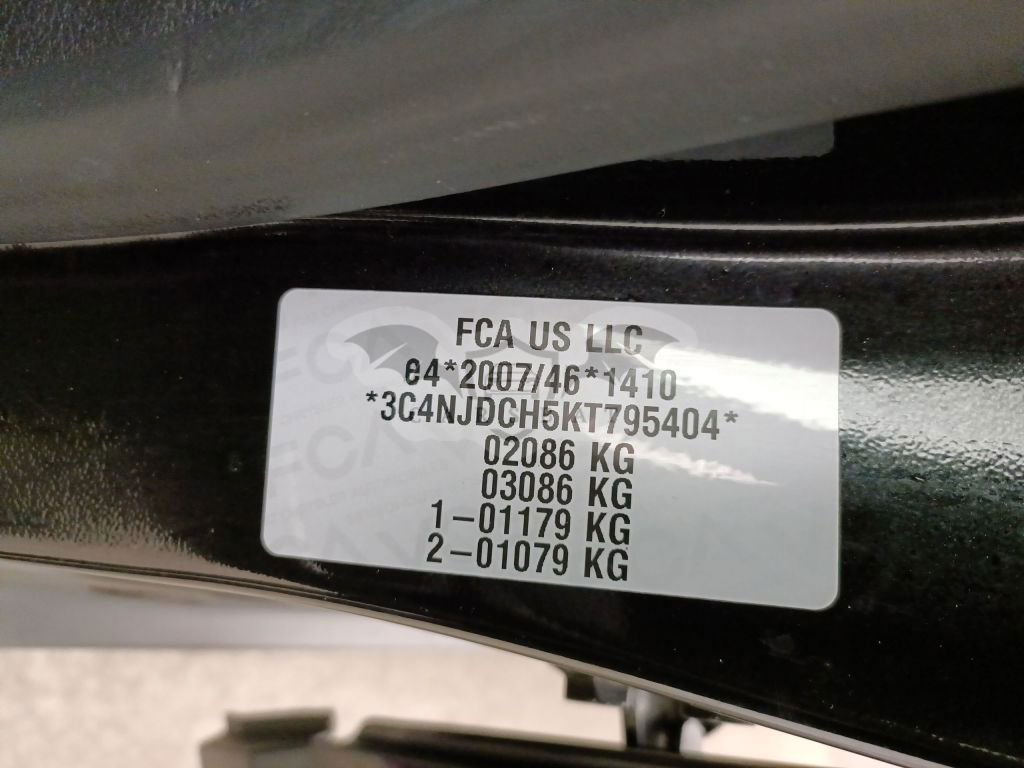 FCA US LLC
e4*2007/46*1410
*3C4NJDCH5KT795404*
02086 KG
03086 KG
1-01179 KG
2-01079 KG